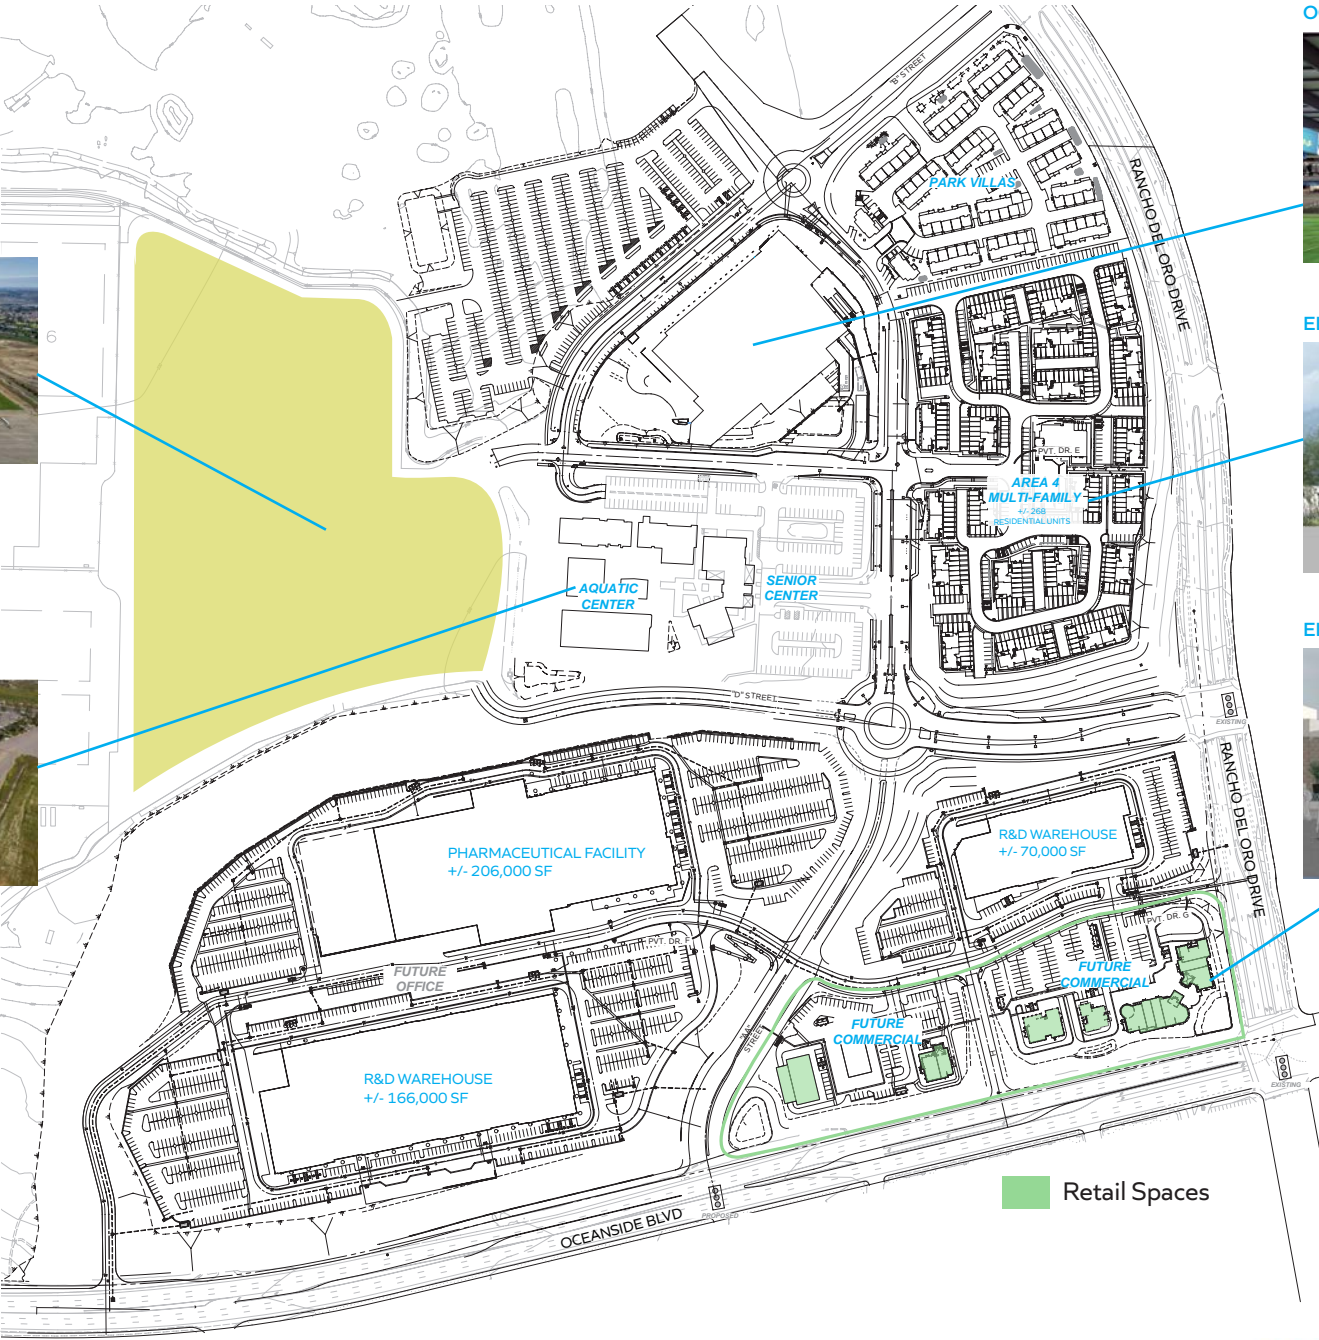 "B" STREET
PARK VILLAS
RANCHO DEL ORO DRIVE
6
PVT. DR. E
AREA 4
MULTI-FAMILY
+/- 268
RESIDENTIAL UNITS
AQUATIC
CENTER
SENIOR
CENTER
"D" STREET
EXISTING
RANCHO DEL ORO DRIVE
R&D WAREHOUSE
+/- 70,000 SF
PHARMACEUTICAL FACILITY
+/- 206,000 SF
PVT. DR. G
PVT. DR. F
FUTURE
OFFICE
FUTURE
COMMERCIAL
FUTURE
COMMERCIAL
"A"
STREET
R&D WAREHOUSE
+/- 166,000 SF
EXISTING
Retail Spaces
PROPOSED
OCEANSIDE BLVD